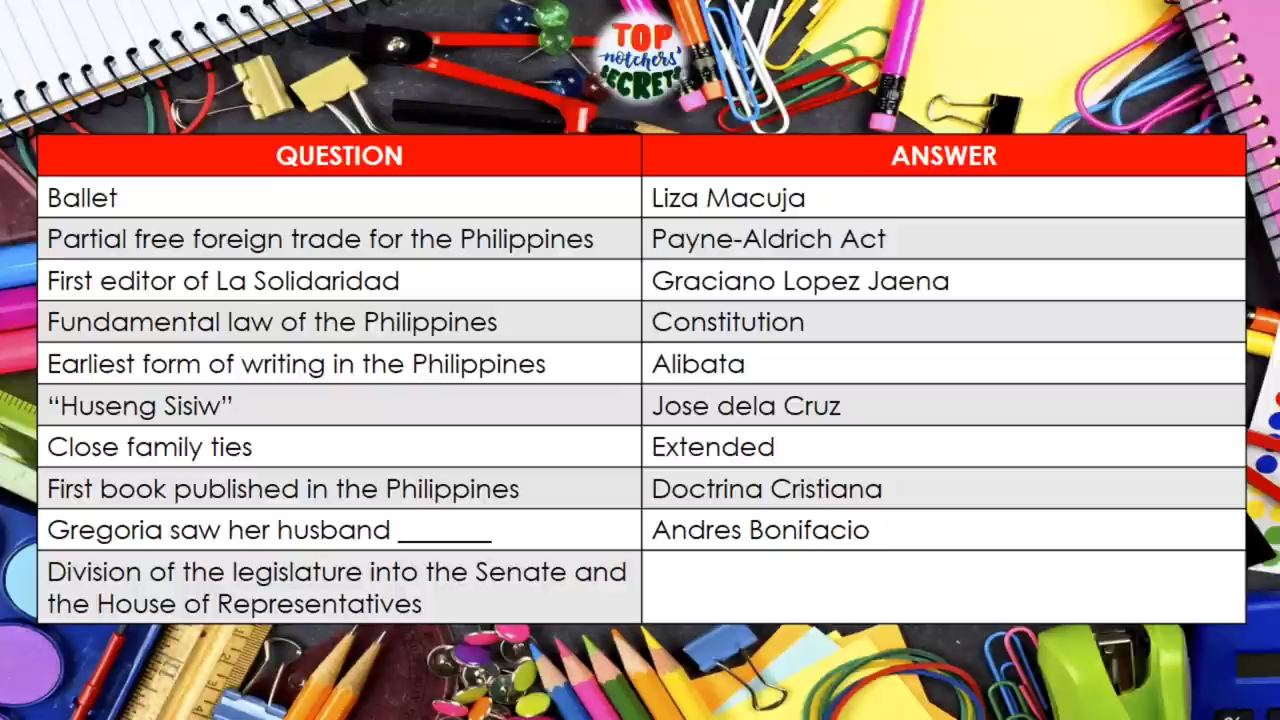 TOP
notchers'
SECRETS
QUESTION
ANSWER
Ballet
Liza Macuja
Partial free foreign trade for the Philippines
Payne-Aldrich Act
First editor of La Solidaridad
Graciano Lopez Jaena
Fundamental law of the Philippines
Constitution
Earliest form of writing in the Philippines
Alibata
“Huseng Sisiw”
Jose dela Cruz
Close family ties
Extended
First book published in the Philippines
Doctrina Cristiana
Gregoria saw her husband _______
Andres Bonifacio
Division of the legislature into the Senate and
the House of Representatives